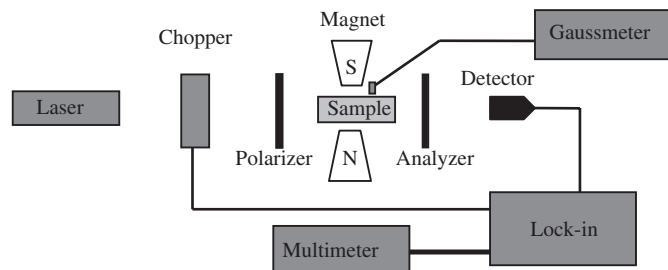 Magnet
Gaussmeter
Chopper
S
Detector
Laser
Sample
Polarizer
N
Analyzer
Lock-in
Multimeter